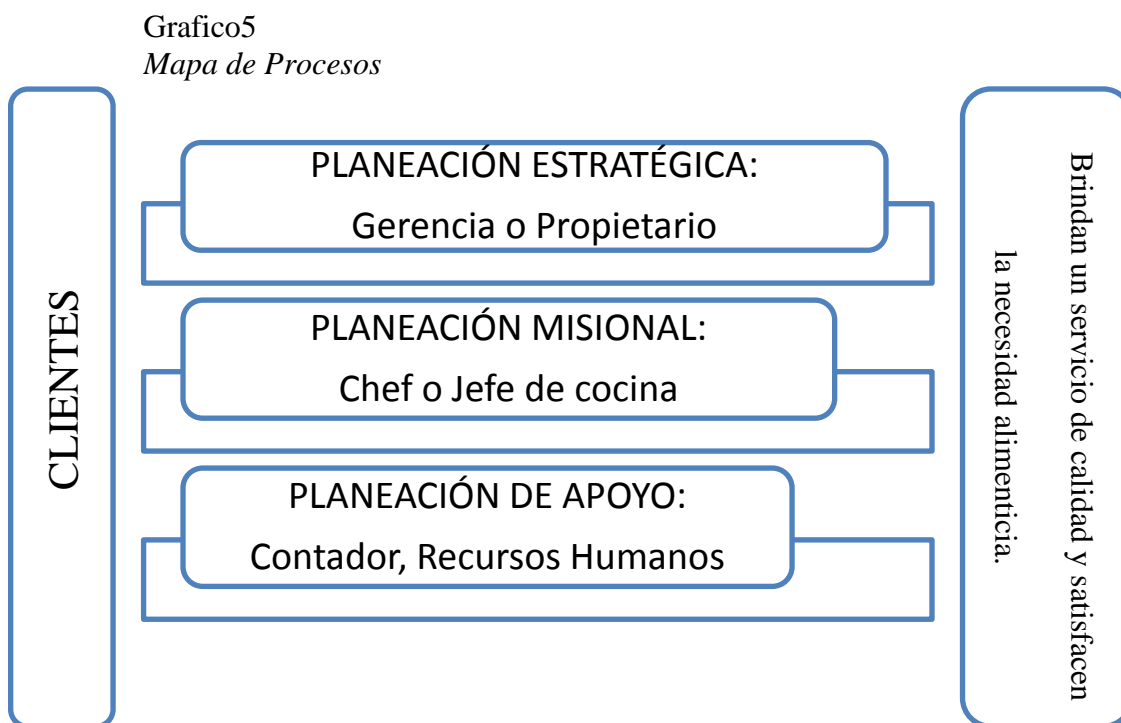 Grafico5
Mapa de Procesos
CLIENTES
PLANEACIÓN ESTRATÉGICA:
Gerencia o Propietario
PLANEACIÓN MISIONAL:
Chef o Jefe de cocina
PLANEACIÓN DE APOYO:
Contador, Recursos Humanos
Brindan un servicio de calidad y satisfacen
la necesidad alimenticia.